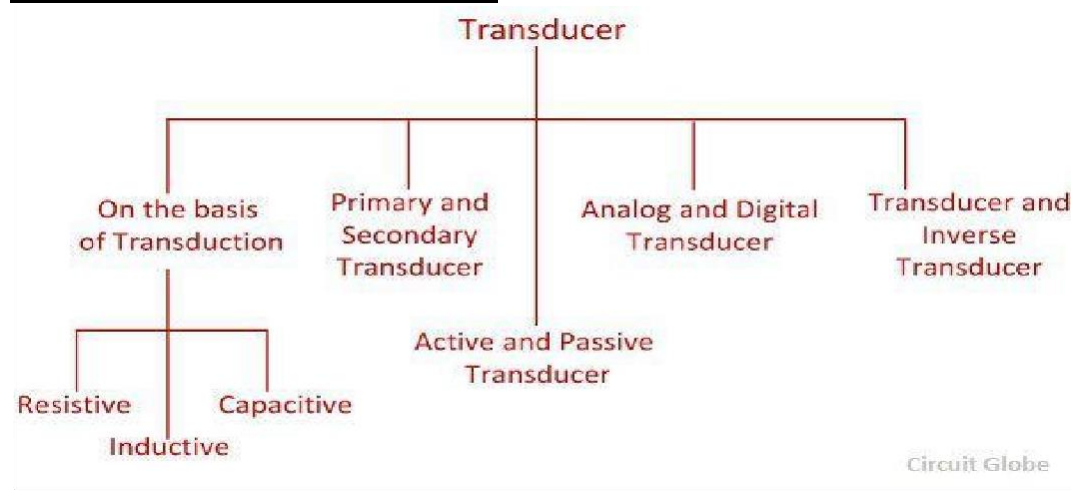 Transducer
On the basis
of Transduction
Primary and
Secondary
Transducer
Analog and Digital
Transducer
Transducer and
Inverse
Transducer
Active and Passive
Transducer
Resistive
Capacitive
Inductive
Circuit Globe